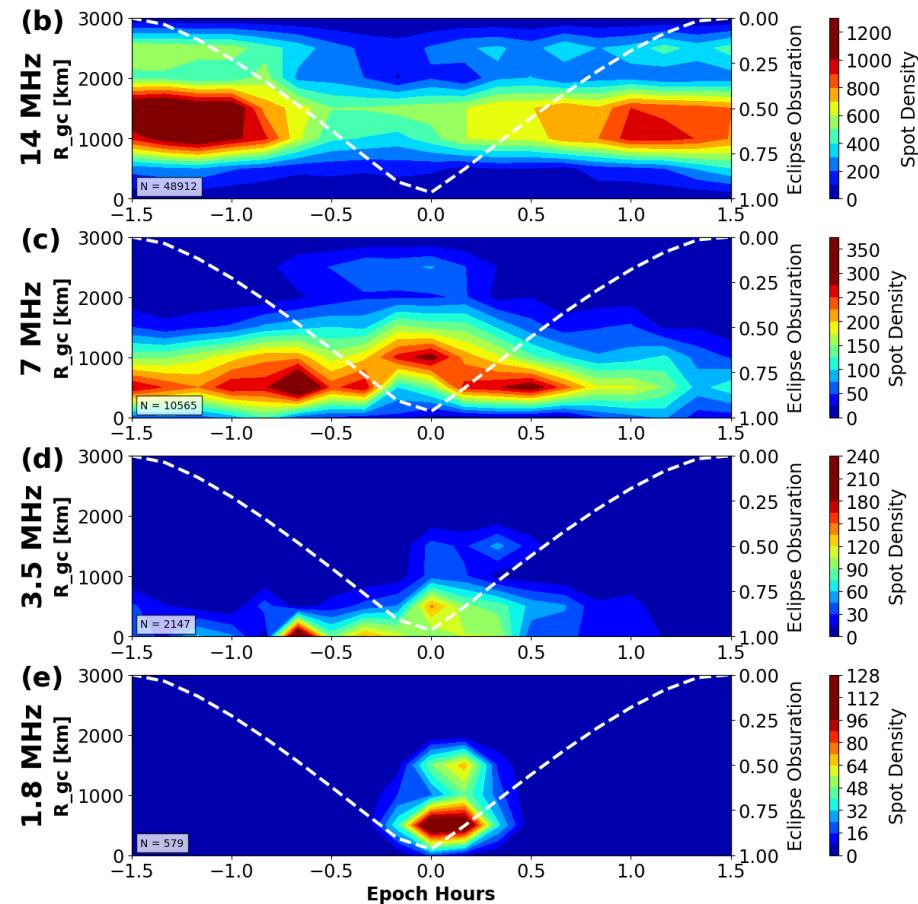 (b)
14 MHz
R_gc [km]
3000
2000
1000
0
N = 48912
−1.5 −1.0 −0.5 0.0 0.5 1.0 1.5
0.00
0.25
0.50
0.75
1.00
Eclipse Obsuration
1200
1000
800
600
400
200
0
Spot Density
(c)
7 MHz
R_gc [km]
3000
2000
1000
0
N = 10565
−1.5 −1.0 −0.5 0.0 0.5 1.0 1.5
0.00
0.25
0.50
0.75
1.00
Eclipse Obsuration
350
300
250
200
150
100
50
0
Spot Density
(d)
3.5 MHz
R_gc [km]
3000
2000
1000
0
N = 2147
−1.5 −1.0 −0.5 0.0 0.5 1.0 1.5
0.00
0.25
0.50
0.75
1.00
Eclipse Obsuration
240
210
180
150
120
90
60
30
0
Spot Density
(e)
1.8 MHz
R_gc [km]
3000
2000
1000
0
N = 579
−1.5 −1.0 −0.5 0.0 0.5 1.0 1.5
Epoch Hours
0.00
0.25
0.50
0.75
1.00
Eclipse Obsuration
128
112
96
80
64
48
32
16
0
Spot Density